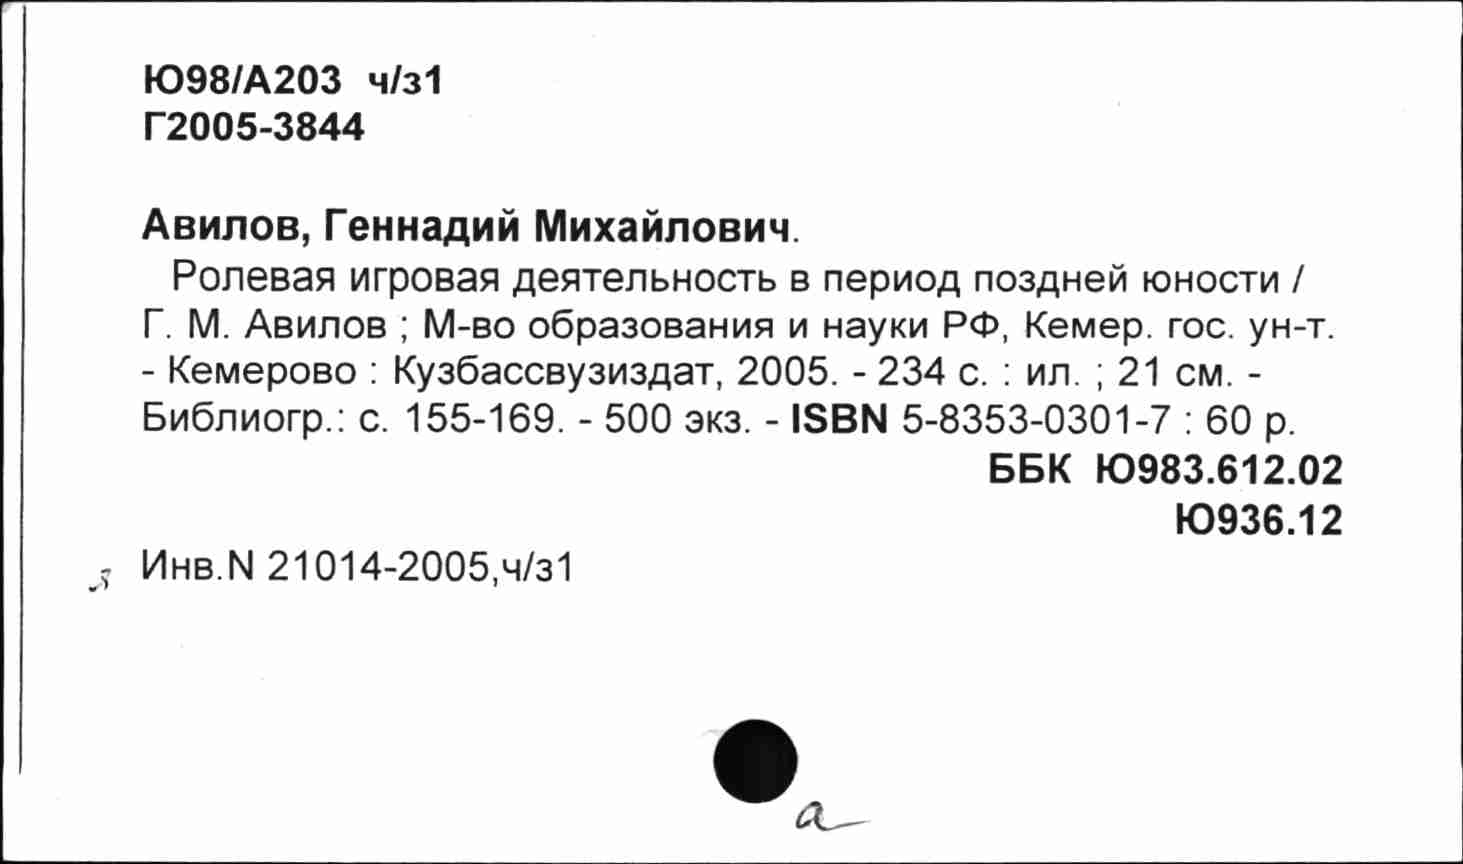 Ю98/А203 ч/з1
Г2005-3844
Авилов, Геннадий Михайлович.
Ролевая игровая деятельность в период поздней юности /
Г. М. Авилов ; М-во образования и науки РФ, Кемер. гос. ун-т.
- Кемерово : Кузбассвузиздат, 2005. - 234 с. : ил. ; 21 см. -
Библиогр.: с. 155-169. - 500 экз. - ISBN 5-8353-0301-7 : 60 р.
ББК Ю983.612.02
Ю936.12
Инв.N 21014-2005,ч/з1
а